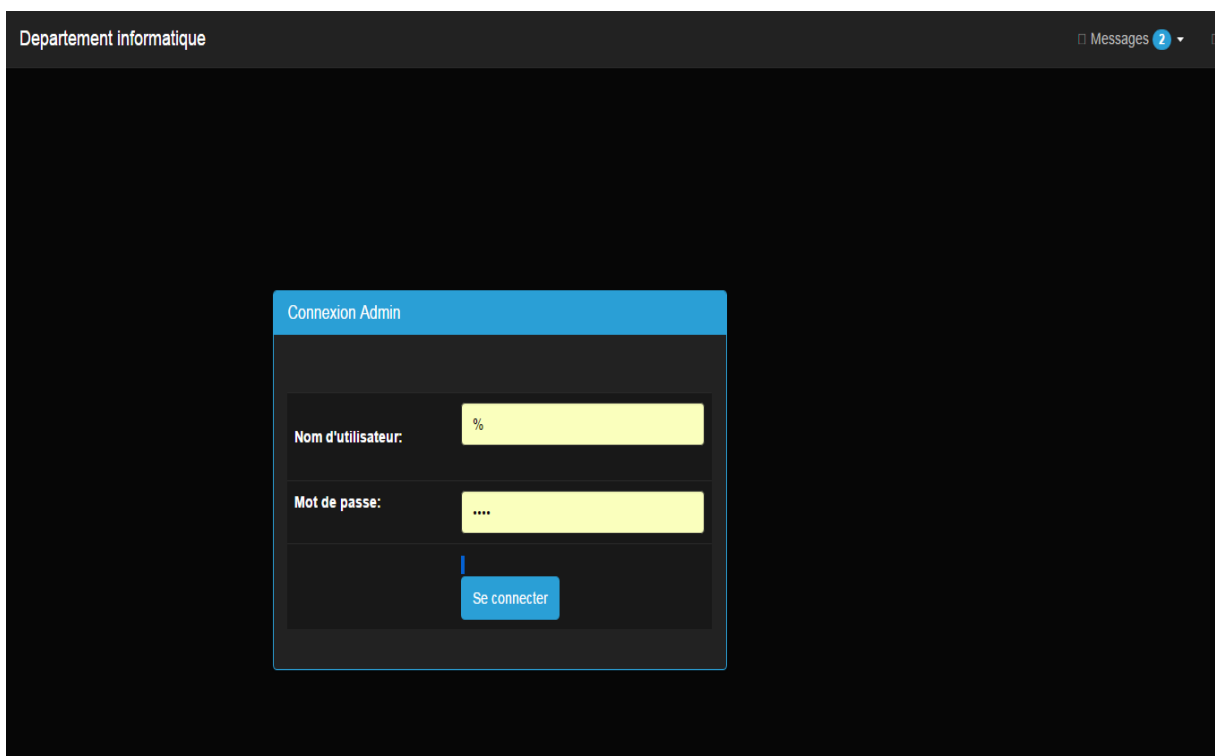 Departement informatique
Messages 2
Connexion Admin
Nom d'utilisateur:
%
Mot de passe:
••••
Se connecter